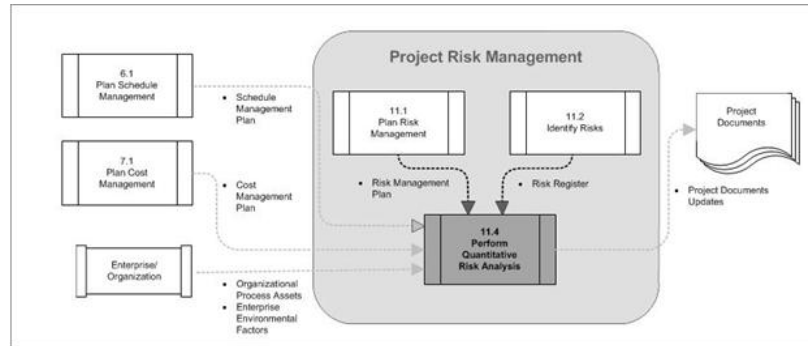 Project Risk Management
6.1
Plan Schedule
Management
• Schedule
Management
Plan
11.1
Plan Risk
Management
11.2
Identify Risks
Project
Documents
7.1
Plan Cost
Management
• Cost
Management
Plan
• Risk Management
Plan
• Risk Register
• Project Documents
Updates
11.4
Perform
Quantitative
Risk Analysis
Enterprise/
Organization
• Organizational
Process Assets
• Enterprise
Environmental
Factors